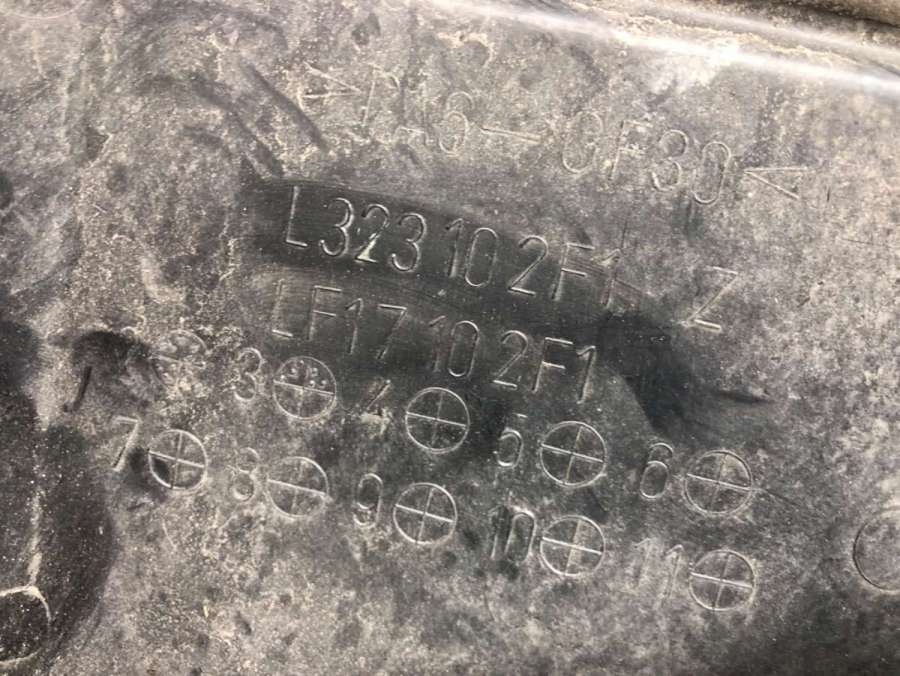 >PA6-GF30<
L323 102F1-Z
LF17 102F1
3 4 5 6
7 8 9 10 11